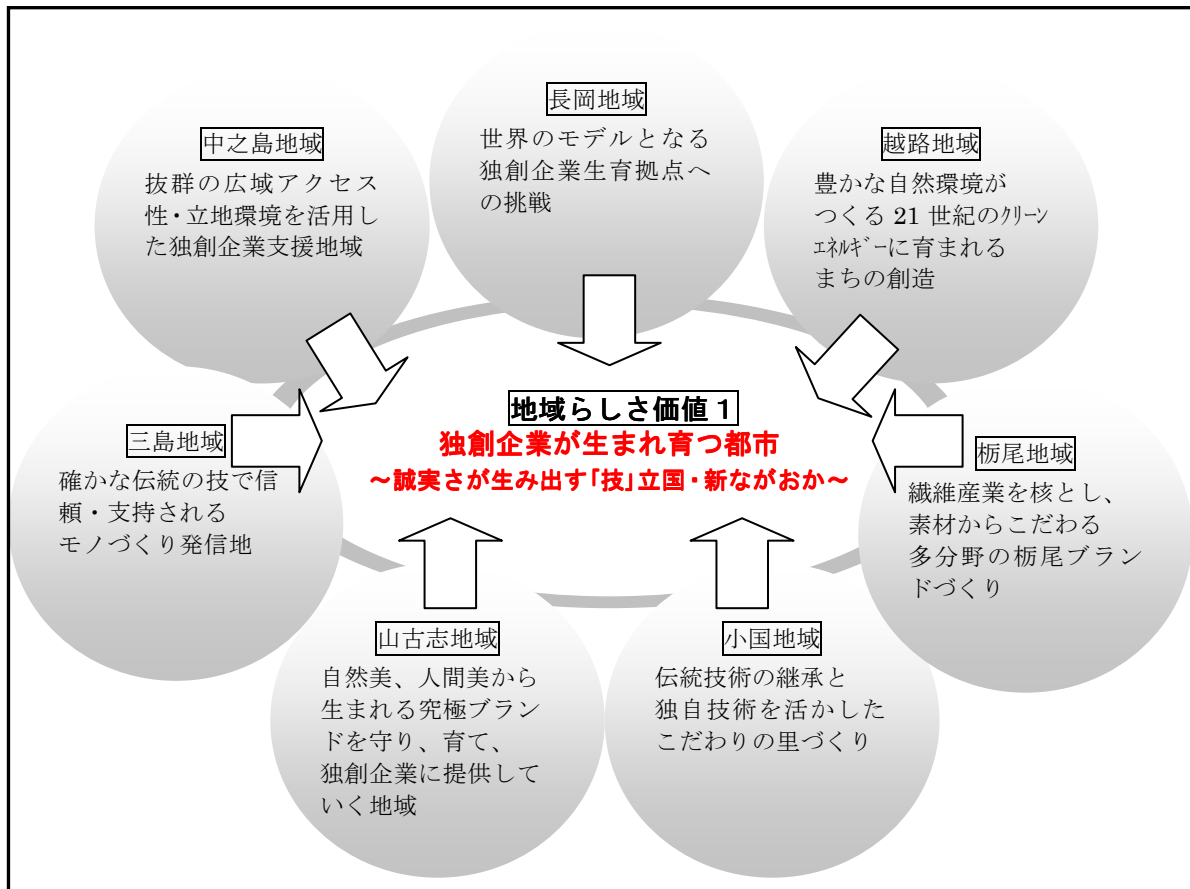 長岡地域
世界のモデルとなる
独創企業生育拠点へ
の挑戦
中之島地域
抜群の広域アクセス
性・立地環境を活用し
た独創企業支援地域
越路地域
豊かな自然環境が
つくる 21 世紀のｸﾘｰﾝ
ｴﾈﾙｷﾞｰに育まれる
まちの創造
地域らしさ価値１
独創企業が生まれ育つ都市
～誠実さが生み出す「技」立国・新ながおか～
三島地域
確かな伝統の技で信
頼・支持される
モノづくり発信地
栃尾地域
繊維産業を核とし、
素材からこだわる
多分野の栃尾ブラン
ドづくり
山古志地域
自然美、人間美から
生まれる究極ブラン
ドを守り、育て、
独創企業に提供して
いく地域
小国地域
伝統技術の継承と
独自技術を活かした
こだわりの里づくり